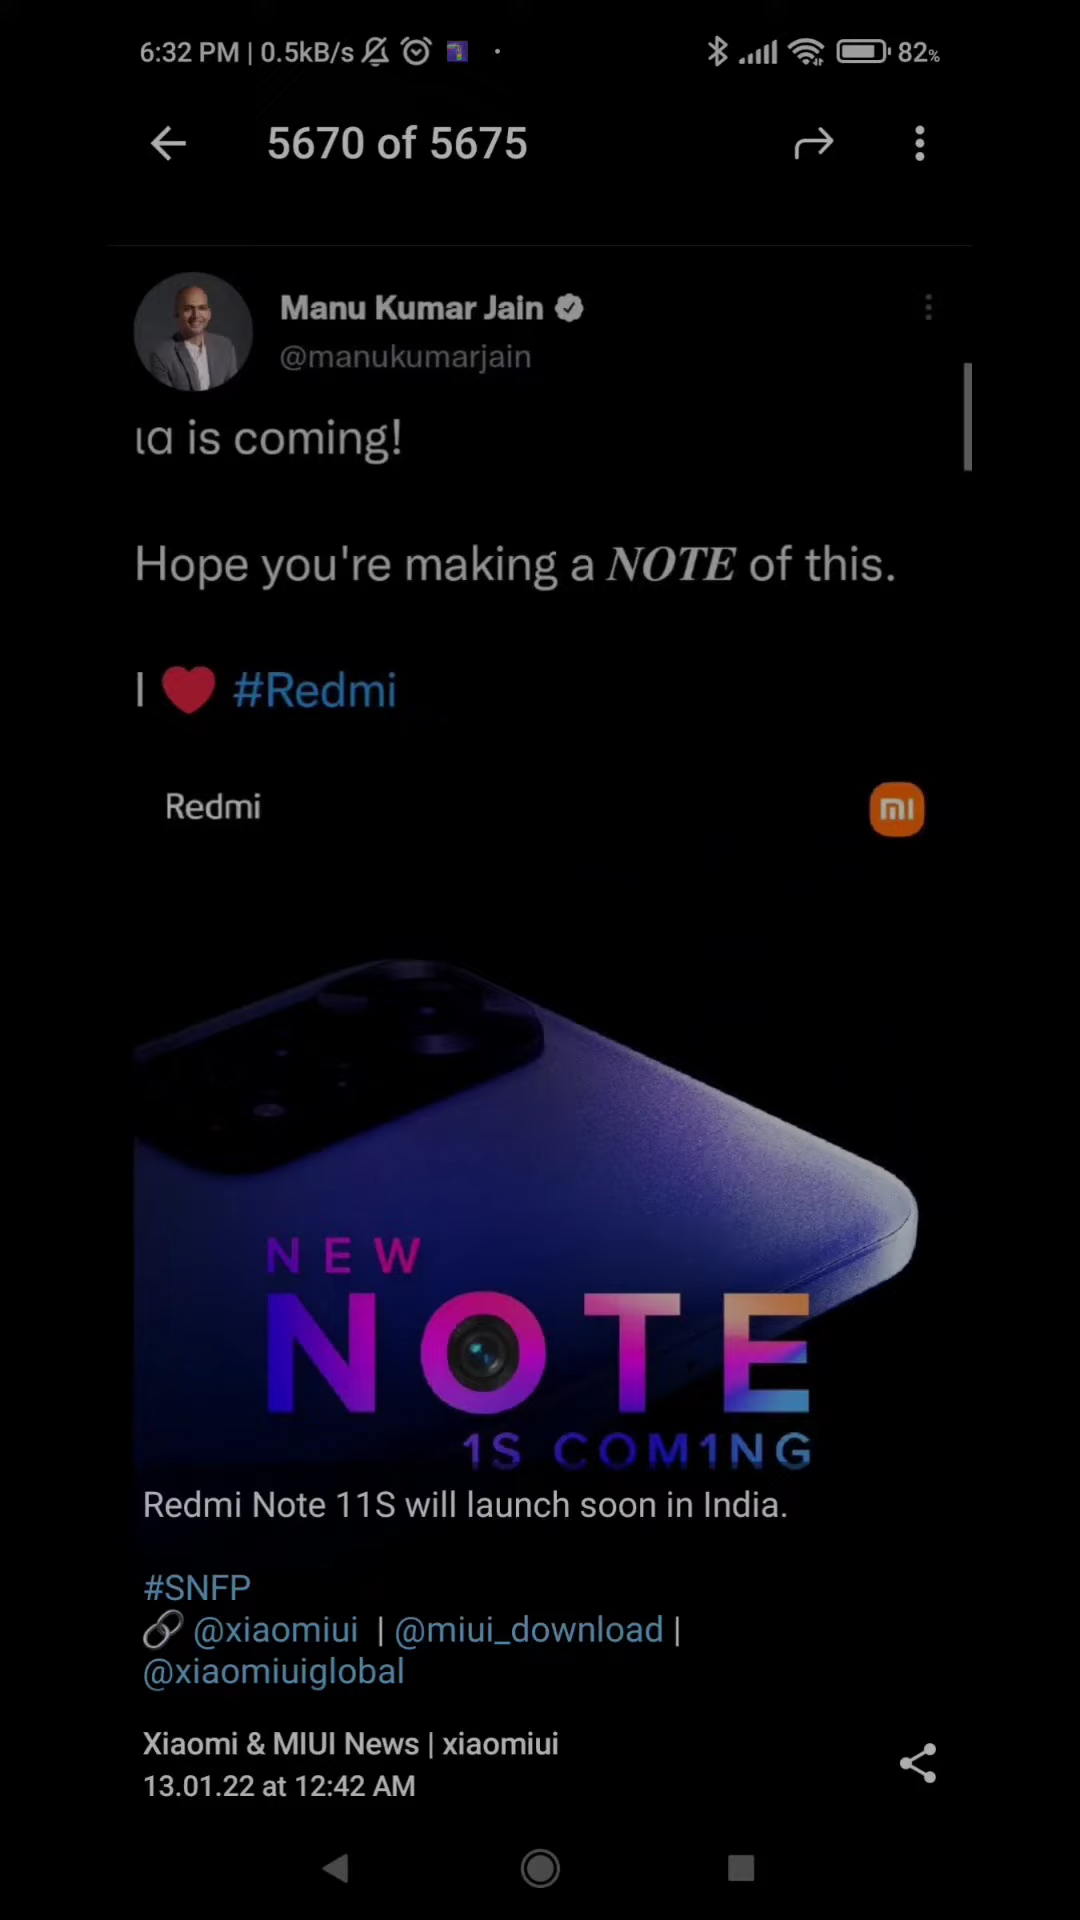 6:32 PM | 0.5kB/s
82%
5670 of 5675
Manu Kumar Jain
@manukumarjain
ɩɑ is coming!
Hope you're making a NOTE of this.
I ❤️ #Redmi
Redmi
mi
NEW
NOTE
1S COM1NG
Redmi Note 11S will launch soon in India.
#SNFP
🔗 @xiaomiui | @miui_download |
@xiaomiuiglobal
Xiaomi & MIUI News | xiaomiui
13.01.22 at 12:42 AM